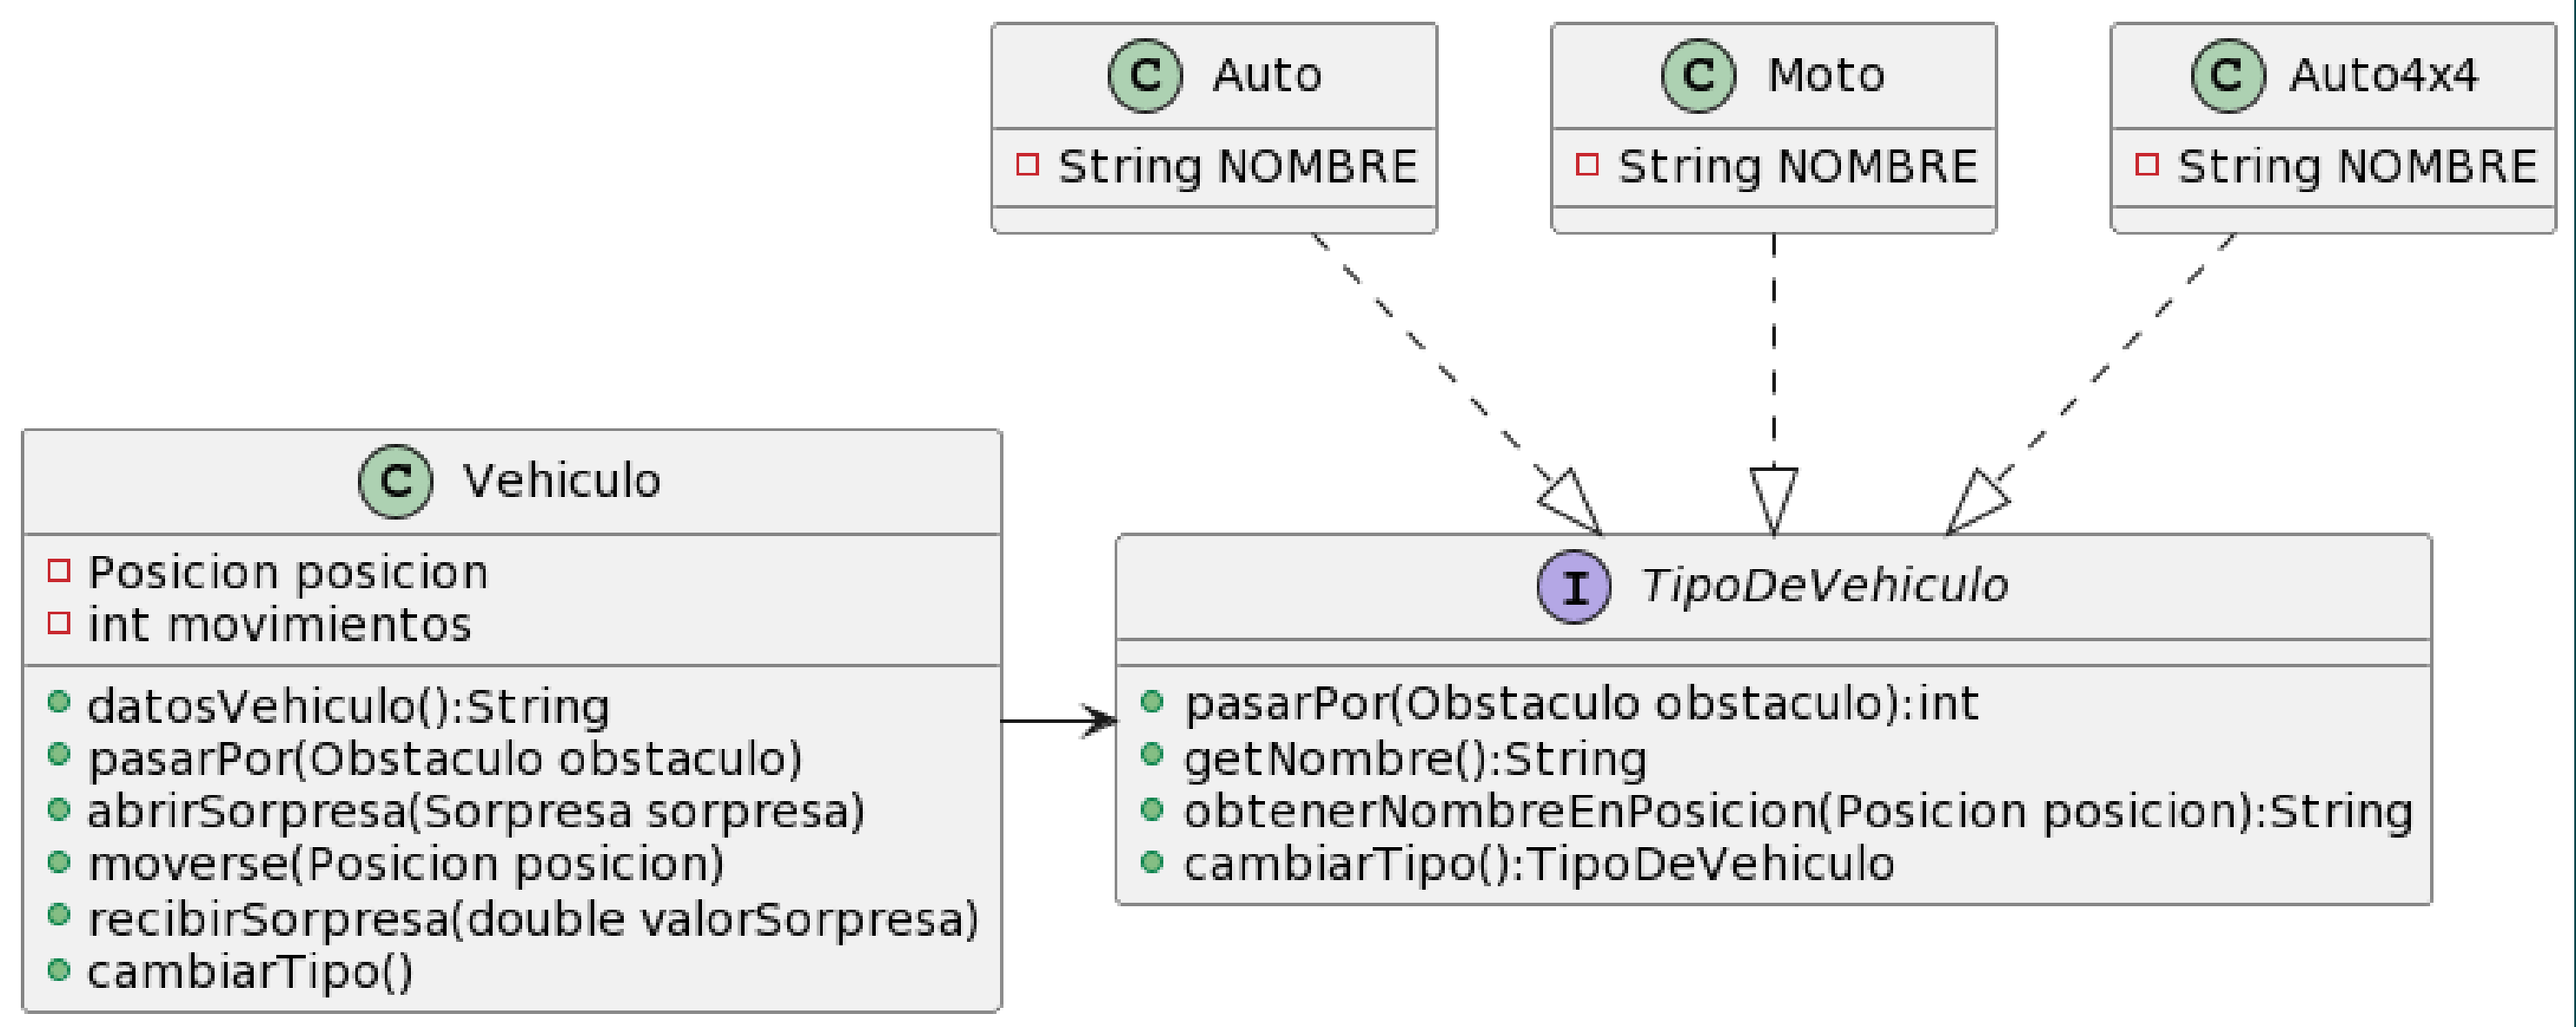 C Auto
String NOMBRE
C Moto
String NOMBRE
C Auto4x4
String NOMBRE
C Vehiculo
Posicion posicion
int movimientos
datosVehiculo():String
pasarPor(Obstaculo obstaculo)
abrirSorpresa(Sorpresa sorpresa)
moverse(Posicion posicion)
recibirSorpresa(double valorSorpresa)
cambiarTipo()
I TipoDeVehiculo
pasarPor(Obstaculo obstaculo):int
getNombre():String
obtenerNombreEnPosicion(Posicion posicion):String
cambiarTipo():TipoDeVehiculo